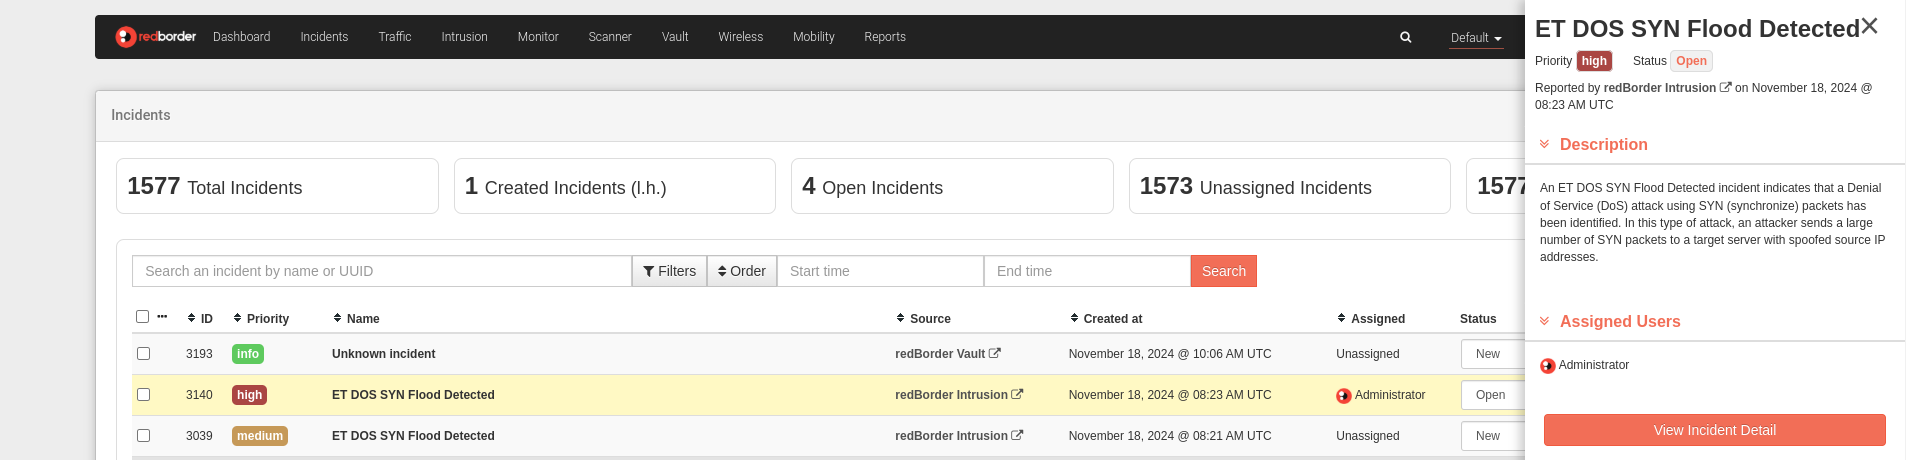 redborder Dashboard Incidents Traffic Intrusion Monitor Scanner Vault Wireless Mobility Reports Default
Incidents
1577 Total Incidents
1 Created Incidents (l.h.)
4 Open Incidents
1573 Unassigned Incidents
1577
Search an incident by name or UUID Filters Order Start time End time Search
ID Priority Name Source Created at Assigned Status
3193 info Unknown incident redBorder Vault November 18, 2024 @ 10:06 AM UTC Unassigned New
3140 high ET DOS SYN Flood Detected redBorder Intrusion November 18, 2024 @ 08:23 AM UTC Administrator Open
3039 medium ET DOS SYN Flood Detected redBorder Intrusion November 18, 2024 @ 08:21 AM UTC Unassigned New
ET DOS SYN Flood Detected
Priority high Status Open
Reported by redBorder Intrusion on November 18, 2024 @
08:23 AM UTC
Description
An ET DOS SYN Flood Detected incident indicates that a Denial
of Service (DoS) attack using SYN (synchronize) packets has
been identified. In this type of attack, an attacker sends a large
number of SYN packets to a target server with spoofed source IP
addresses.
Assigned Users
Administrator
View Incident Detail